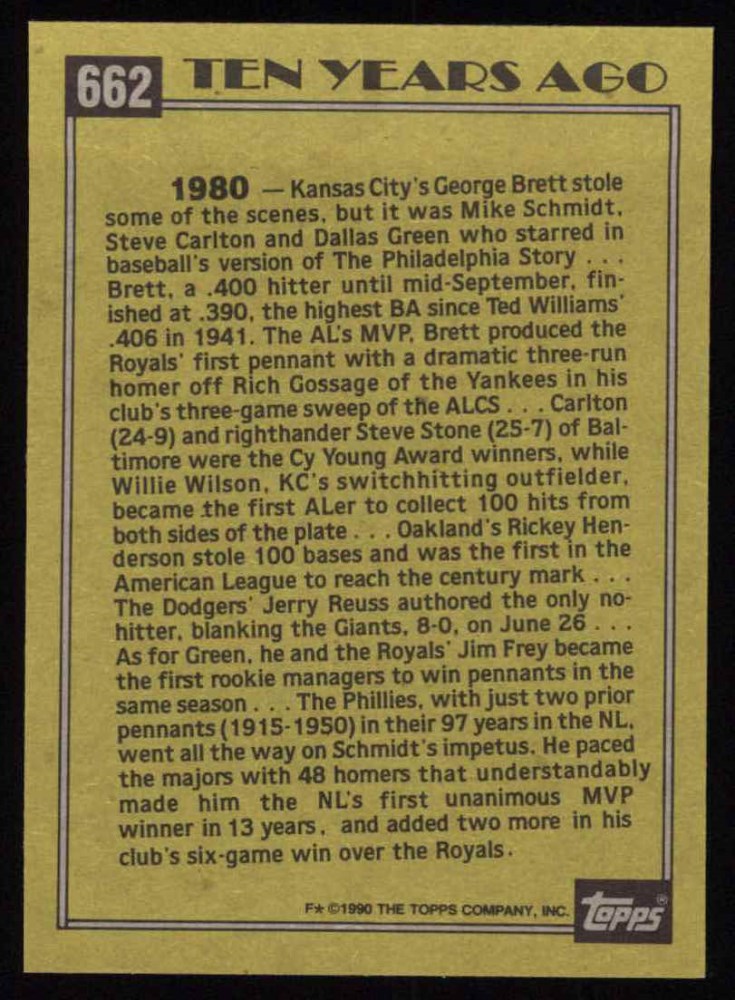 662 TEN YEARS AGO
1980 — Kansas City's George Brett stole
some of the scenes, but it was Mike Schmidt,
Steve Carlton and Dallas Green who starred in
baseball's version of The Philadelphia Story . . .
Brett, a .400 hitter until mid-September, fin-
ished at .390, the highest BA since Ted Williams'
.406 in 1941. The AL's MVP, Brett produced the
Royals' first pennant with a dramatic three-run
homer off Rich Gossage of the Yankees in his
club's three-game sweep of the ALCS . . . Carlton
(24-9) and righthander Steve Stone (25-7) of Bal-
timore were the Cy Young Award winners, while
Willie Wilson, KC's switchhitting outfielder,
became the first ALer to collect 100 hits from
both sides of the plate . . . Oakland's Rickey Hen-
derson stole 100 bases and was the first in the
American League to reach the century mark . . .
The Dodgers' Jerry Reuss authored the only no-
hitter, blanking the Giants, 8-0, on June 26 . . .
As for Green, he and the Royals' Jim Frey became
the first rookie managers to win pennants in the
same season . . . The Phillies, with just two prior
pennants (1915-1950) in their 97 years in the NL,
went all the way on Schmidt's impetus. He paced
the majors with 48 homers that understandably
made him the NL's first unanimous MVP
winner in 13 years, and added two more in his
club's six-game win over the Royals.
F★ ©1990 THE TOPPS COMPANY, INC. topps®